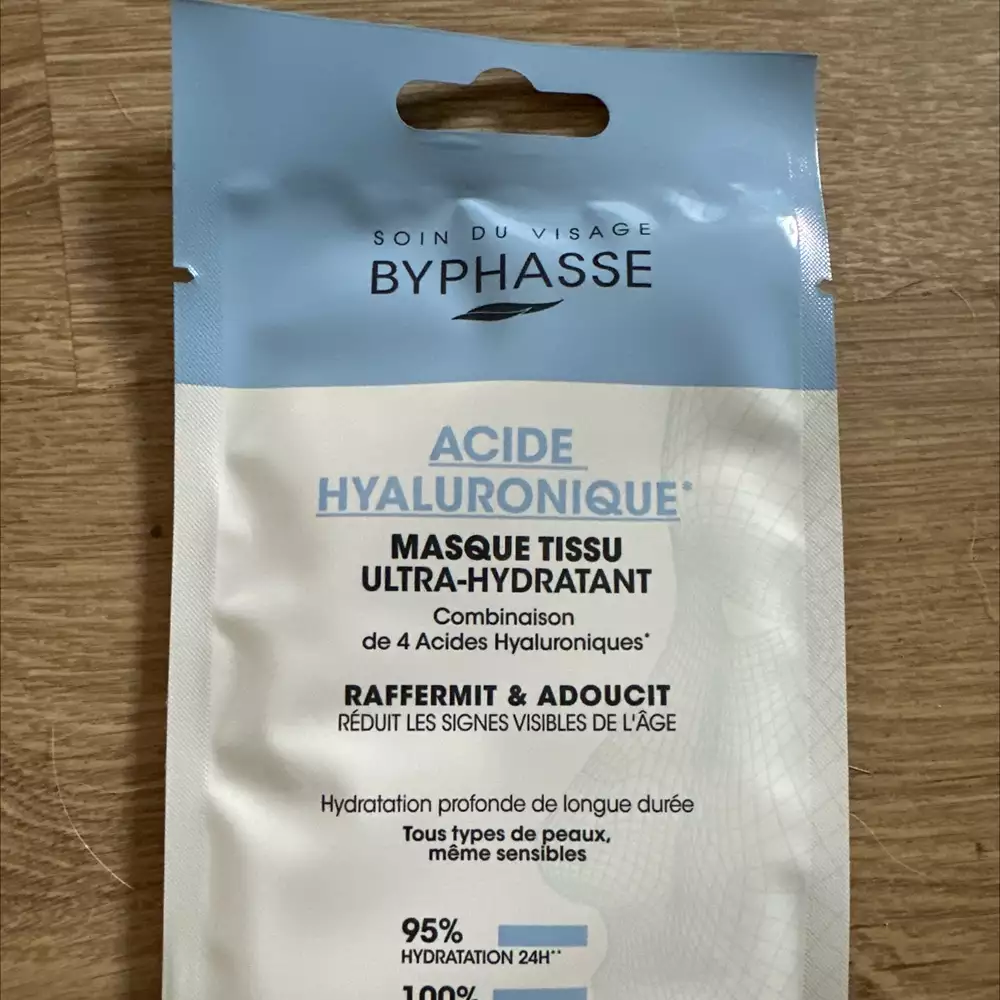 SOIN DU VISAGE
BYPHASSE
ACIDE
HYALURONIQUE*
MASQUE TISSU
ULTRA-HYDRATANT
Combinaison
de 4 Acides Hyaluroniques*
RAFFERMIT & ADOUCIT
RÉDUIT LES SIGNES VISIBLES DE L'ÂGE
Hydratation profonde de longue durée
Tous types de peaux,
même sensibles
95%
HYDRATATION 24H**
100%